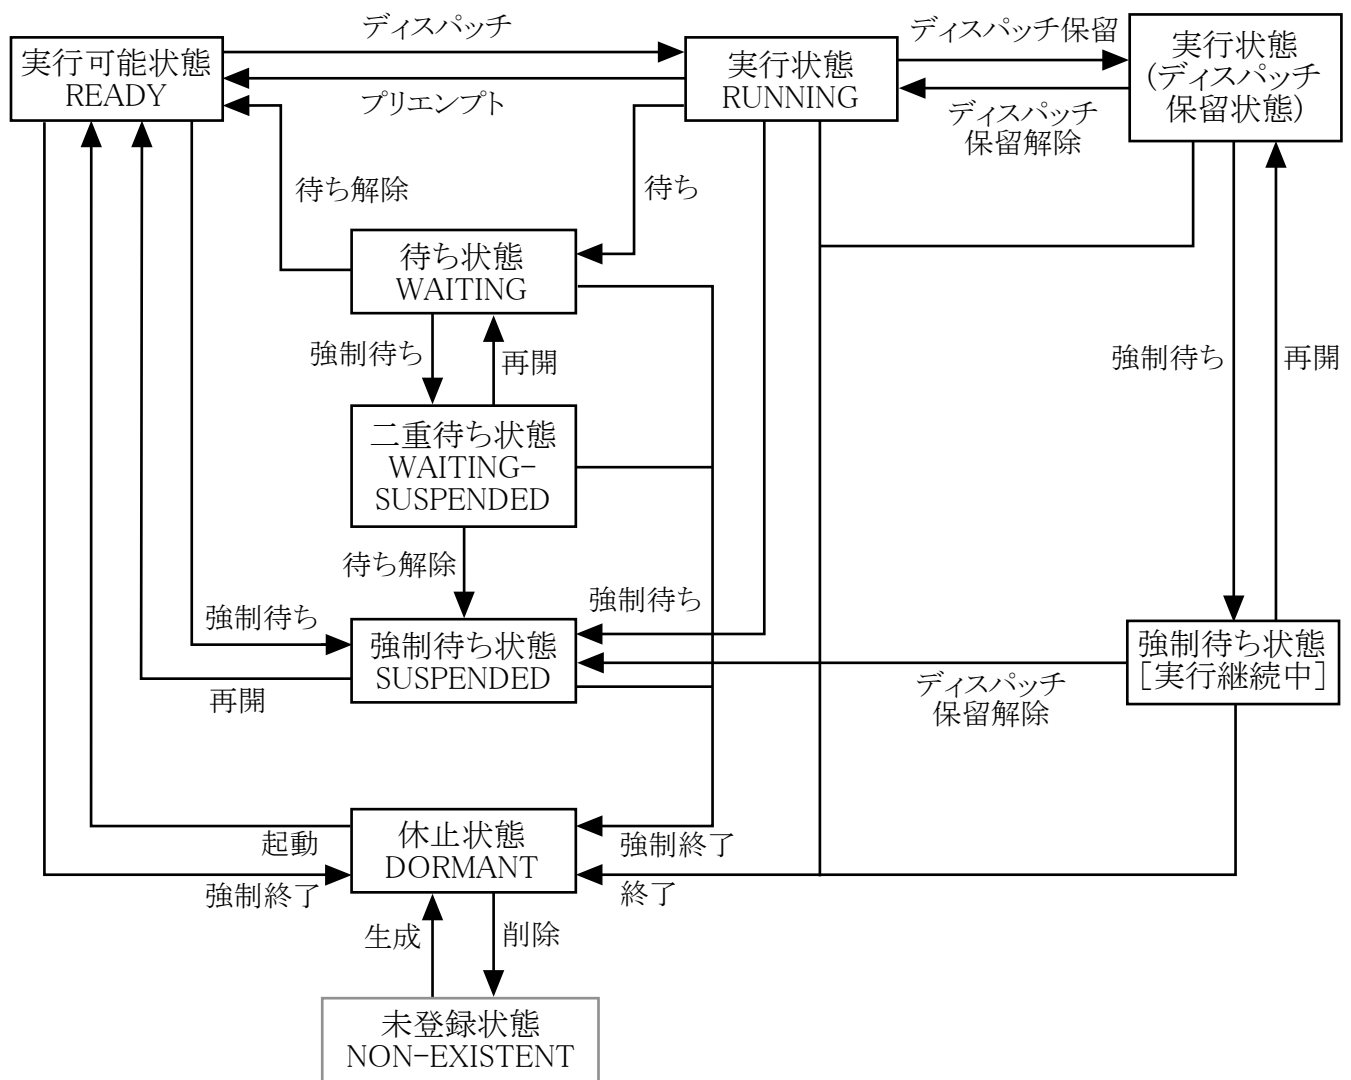 ディスパッチ
ディスパッチ保留
実行可能状態
READY
実行状態
RUNNING
実行状態
(ディスパッチ
保留状態)
プリエンプト
ディスパッチ
保留解除
待ち解除
待ち
待ち状態
WAITING
強制待ち
再開
強制待ち
再開
二重待ち状態
WAITING-
SUSPENDED
待ち解除
強制待ち
強制待ち
強制待ち状態
SUSPENDED
強制待ち状態
[実行継続中]
再開
ディスパッチ
保留解除
起動
休止状態
DORMANT
強制終了
強制終了
終了
生成
削除
未登録状態
NON-EXISTENT